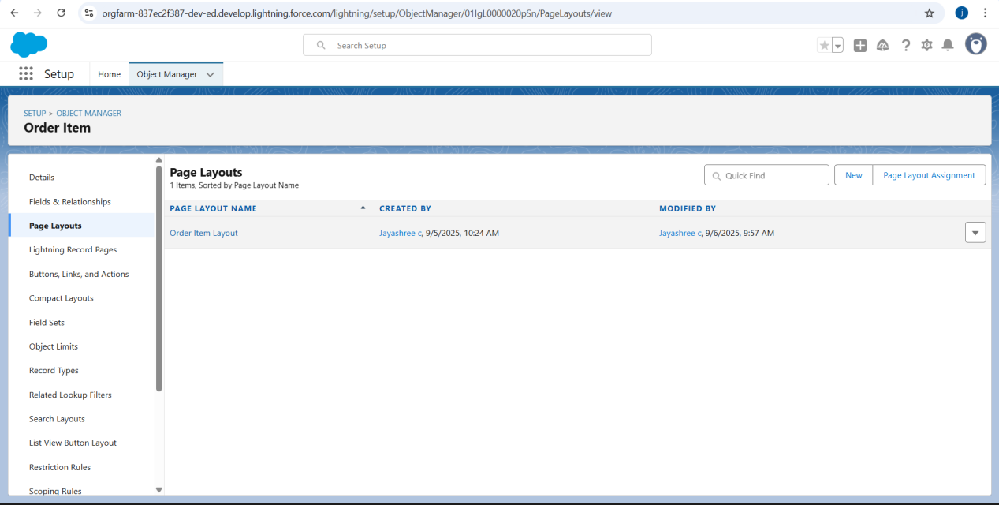 orgfarm-837ec2f387-dev-ed.develop.lightning.force.com/lightning/setup/ObjectManager/01IgL0000020pSn/PageLayouts/view
j
Search Setup
Setup
Home
Object Manager
SETUP > OBJECT MANAGER
Order Item
Details
Fields & Relationships
Page Layouts
Lightning Record Pages
Buttons, Links, and Actions
Compact Layouts
Field Sets
Object Limits
Record Types
Related Lookup Filters
Search Layouts
List View Button Layout
Restriction Rules
Scoping Rules
Page Layouts
1 Items, Sorted by Page Layout Name
Quick Find
New
Page Layout Assignment
PAGE LAYOUT NAME CREATED BY MODIFIED BY
Order Item Layout Jayashree c, 9/5/2025, 10:24 AM Jayashree c, 9/6/2025, 9:57 AM